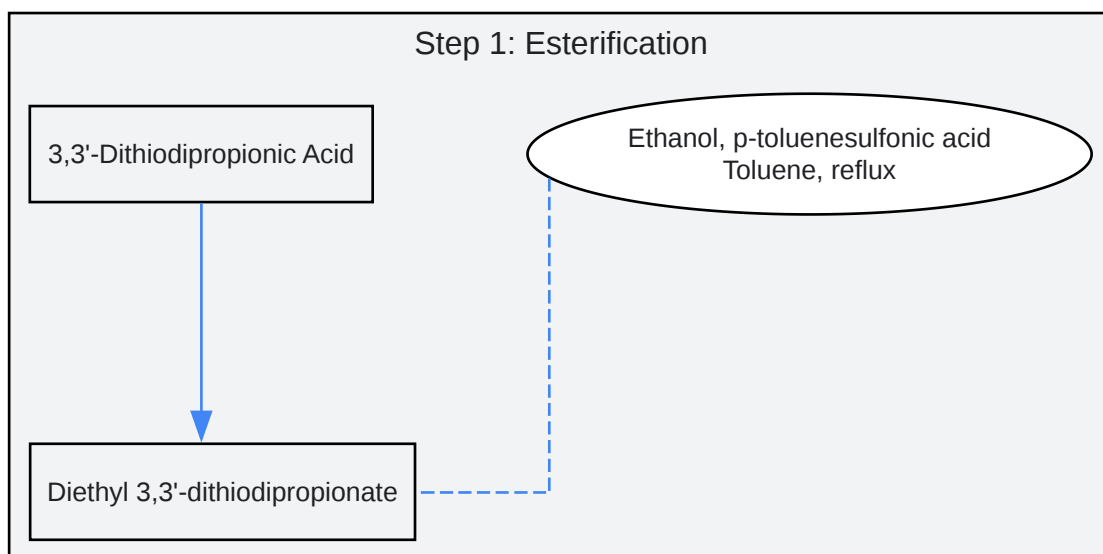 Step 1: Esterification
3,3'-Dithiodipropionic Acid
Ethanol, p-toluenesulfonic acid
Toluene, reflux
Diethyl 3,3'-dithiodipropionate